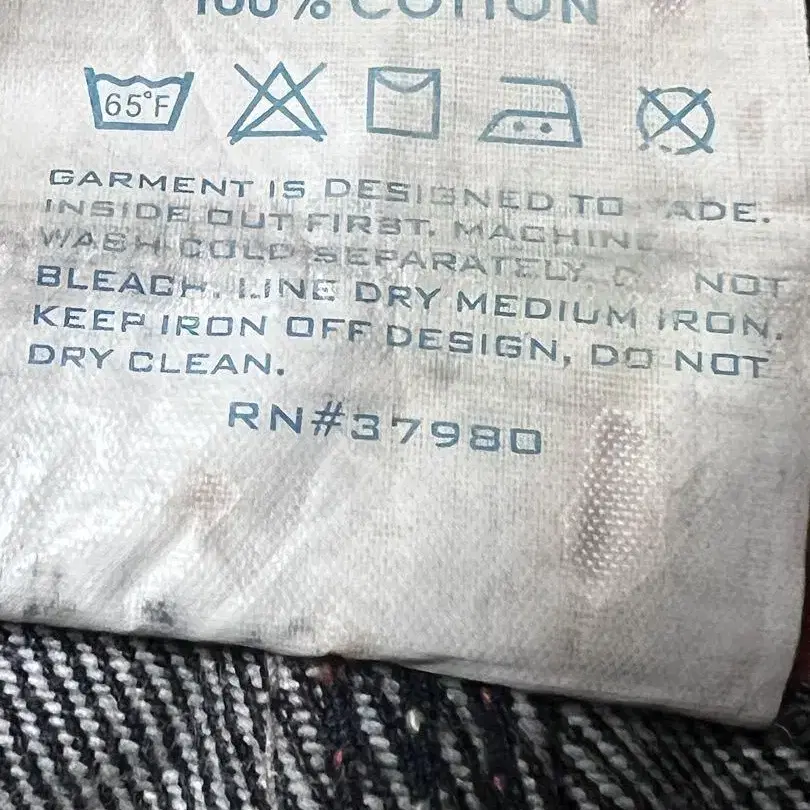 100% COTTON
65°F
GARMENT IS DESIGNED TO ADE.
INSIDE OUT FIRST. MACHINE
WASH COLD SEPARATELY NOT
BLEACH. LINE DRY MEDIUM IRON.
KEEP IRON OFF DESIGN, DO NOT
DRY CLEAN.
RN#37980